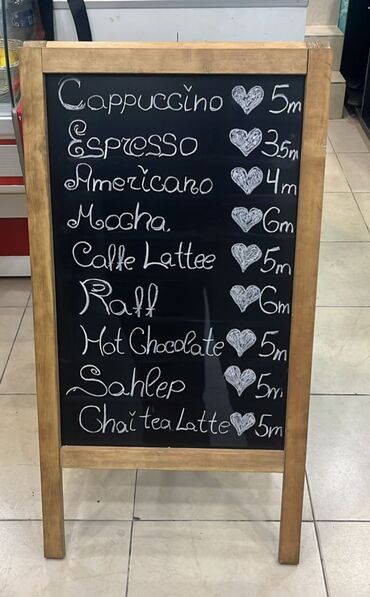 Cappuccino 5m
Espresso 3.5m
Americano 4m
Mocha. 6m
Caffe Lattee 5m
Raff 6m
Hot Chocolate 5m
Sahlep 5m
Chai tea Latte 5m